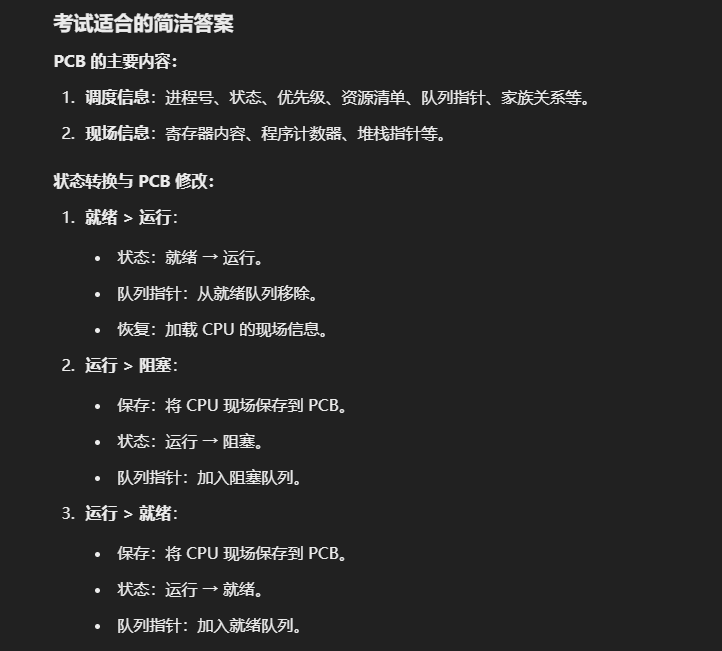 考试适合的简洁答案
PCB 的主要内容：
1. 调度信息：进程号、状态、优先级、资源清单、队列指针、家族关系等。
2. 现场信息：寄存器内容、程序计数器、堆栈指针等。
状态转换与 PCB 修改：
1. 就绪 > 运行：
• 状态：就绪 → 运行。
• 队列指针：从就绪队列移除。
• 恢复：加载 CPU 的现场信息。
2. 运行 > 阻塞：
• 保存：将 CPU 现场保存到 PCB。
• 状态：运行 → 阻塞。
• 队列指针：加入阻塞队列。
3. 运行 > 就绪：
• 保存：将 CPU 现场保存到 PCB。
• 状态：运行 → 就绪。
• 队列指针：加入就绪队列。